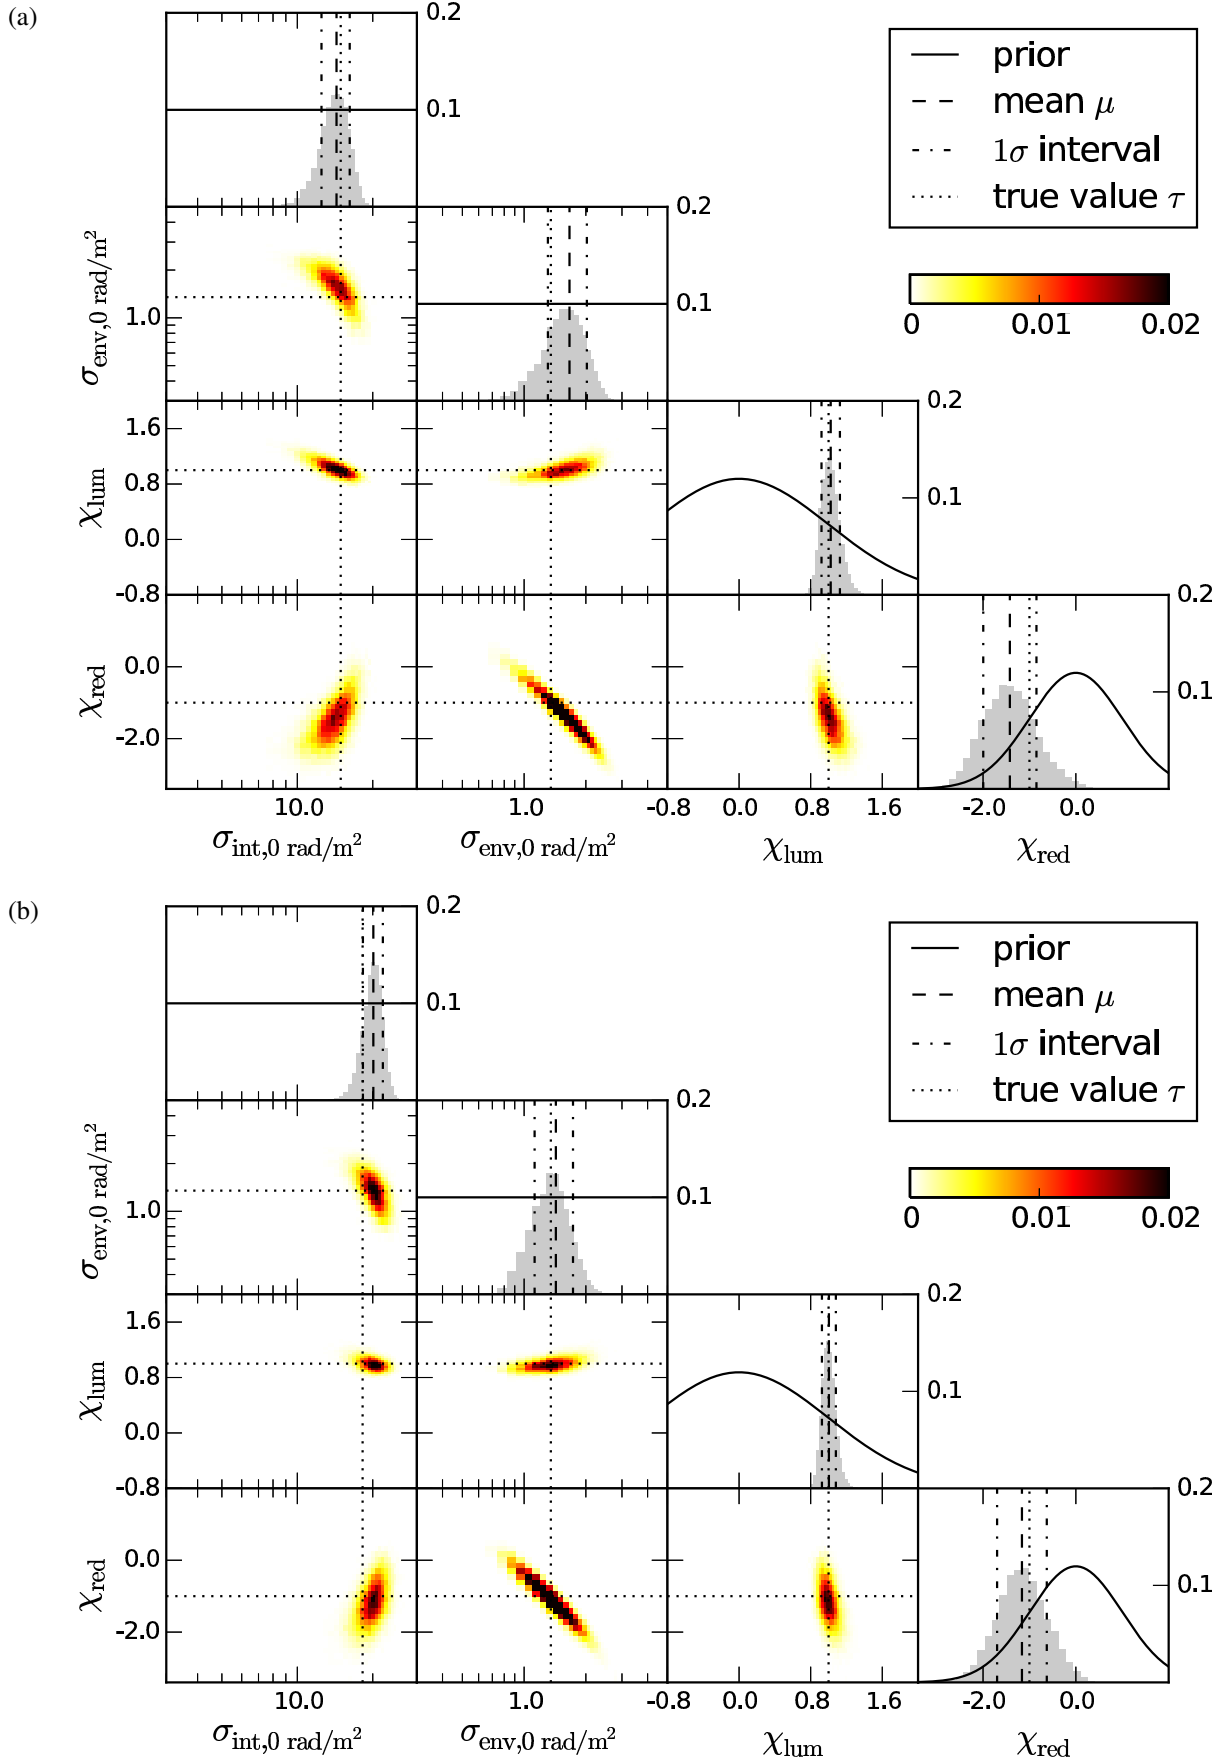 (a)
0.2
0.1
prior
mean μ
1σ interval
true value τ
0 0.01 0.02
σenv,0 rad/m²
1.0
0.2
0.1
χlum
1.6
0.8
0.0
-0.8
0.2
0.1
χred
0.0
-2.0
0.2
0.1
10.0 1.0 -0.8 0.0 0.8 1.6 -2.0 0.0
σint,0 rad/m² σenv,0 rad/m² χlum χred
(b)
0.2
0.1
prior
mean μ
1σ interval
true value τ
0 0.01 0.02
σenv,0 rad/m²
1.0
0.2
0.1
χlum
1.6
0.8
0.0
-0.8
0.2
0.1
χred
0.0
-2.0
0.2
0.1
10.0 1.0 -0.8 0.0 0.8 1.6 -2.0 0.0
σint,0 rad/m² σenv,0 rad/m² χlum χred